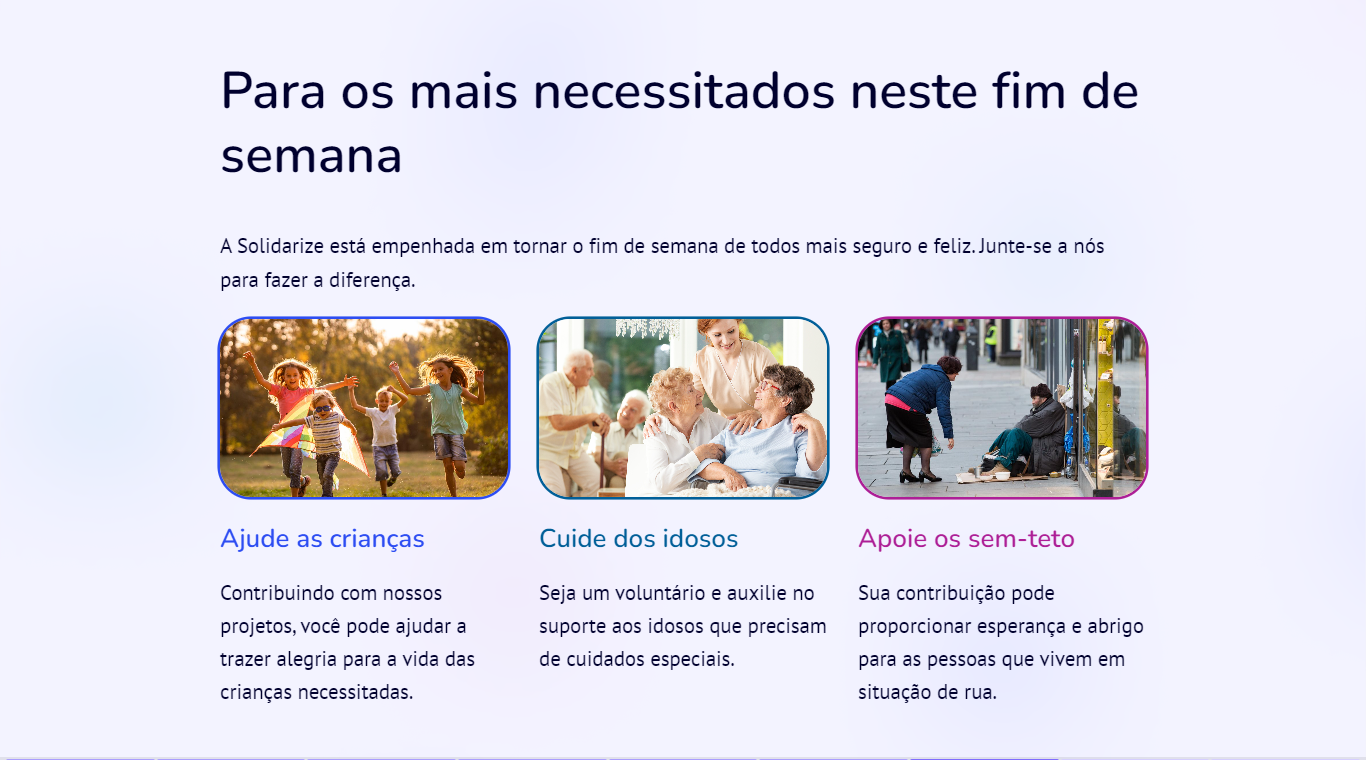 Para os mais necessitados neste fim de
semana
A Solidarize está empenhada em tornar o fim de semana de todos mais seguro e feliz. Junte-se a nós
para fazer a diferença.
Ajude as crianças
Contribuindo com nossos
projetos, você pode ajudar a
trazer alegria para a vida das
crianças necessitadas.
Cuide dos idosos
Seja um voluntário e auxilie no
suporte aos idosos que precisam
de cuidados especiais.
Apoie os sem-teto
Sua contribuição pode
proporcionar esperança e abrigo
para as pessoas que vivem em
situação de rua.